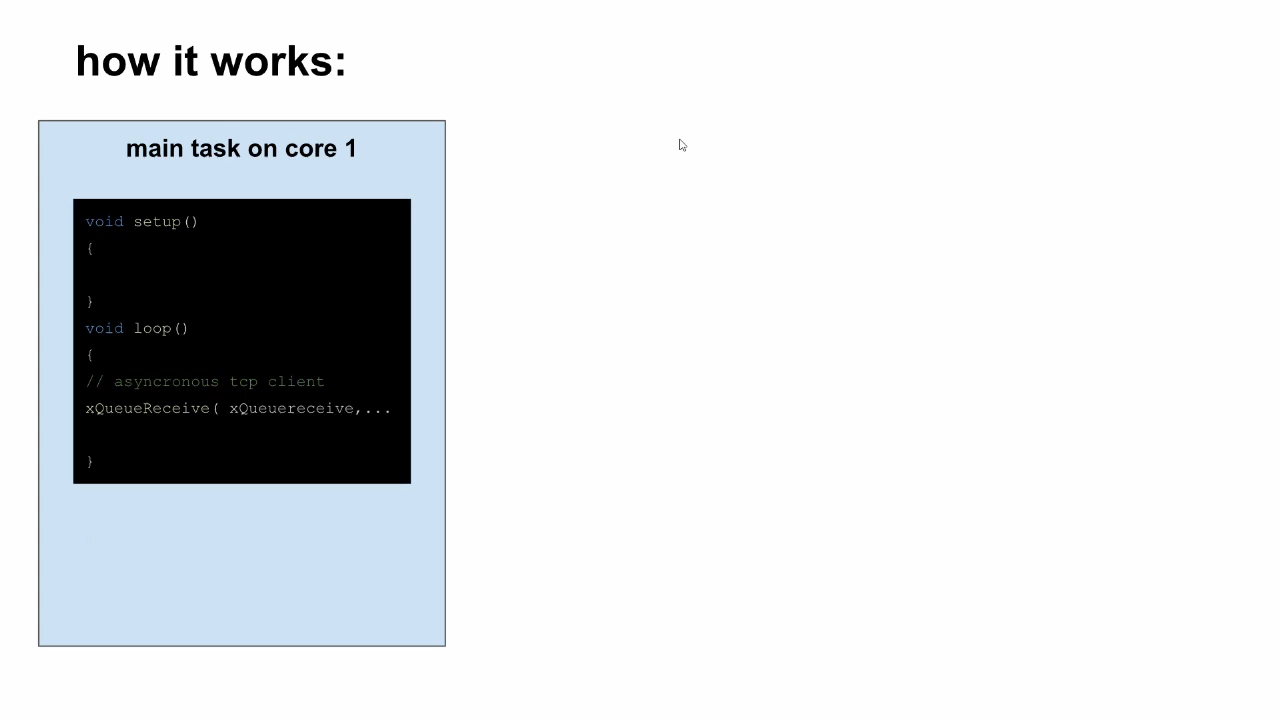 how it works:
main task on core 1
void setup()
{
}
void loop()
{
// asyncronous tcp client
xQueueReceive( xQueuereceive,...
}